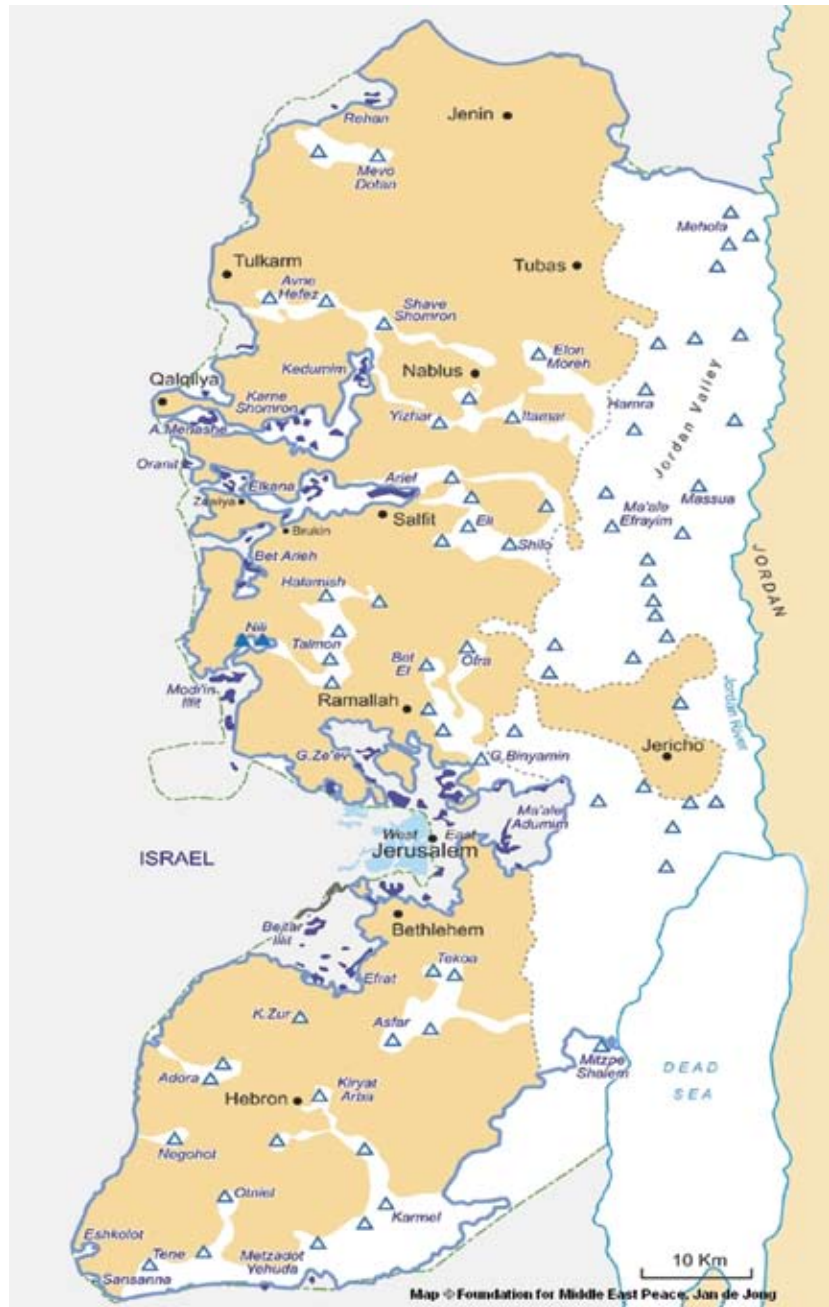 Rehan
Jenin
Mevo
Dotan
Mehola
Tulkarm
Tubas
Avne
Hefez
Shave
Shomron
Elon
Moreh
Kedumim
Nablus
Qalqilya
Karne
Shomron
Hamra
Jordan Valley
A.Menashe
Yizhar
Itamar
Oranit
Elkana
Ariel
Massua
Zawiya
Salfit
Eli
Ma'ale
Efrayim
Brukin
Shilo
Bet Arieh
JORDAN
Halamish
Nili
Talmon
Bet
El
Ofra
Modi'in
Illit
Ramallah
Jordan River
G.Ze'ev
G.Binyamin
Jericho
Ma'ale
Adumim
West East
Jerusalem
ISRAEL
Beitar
Illit
Bethlehem
Efrat
Tekoa
K.Zur
Asfar
Mitzpe
Shalem
DEAD
SEA
Adora
Kiryat
Arba
Hebron
Negohot
Otniel
Karmel
Eshkolot
Tene
Metzadot
Yehuda
Sansanna
10 Km
Map © Foundation for Middle East Peace, Jan de Jong